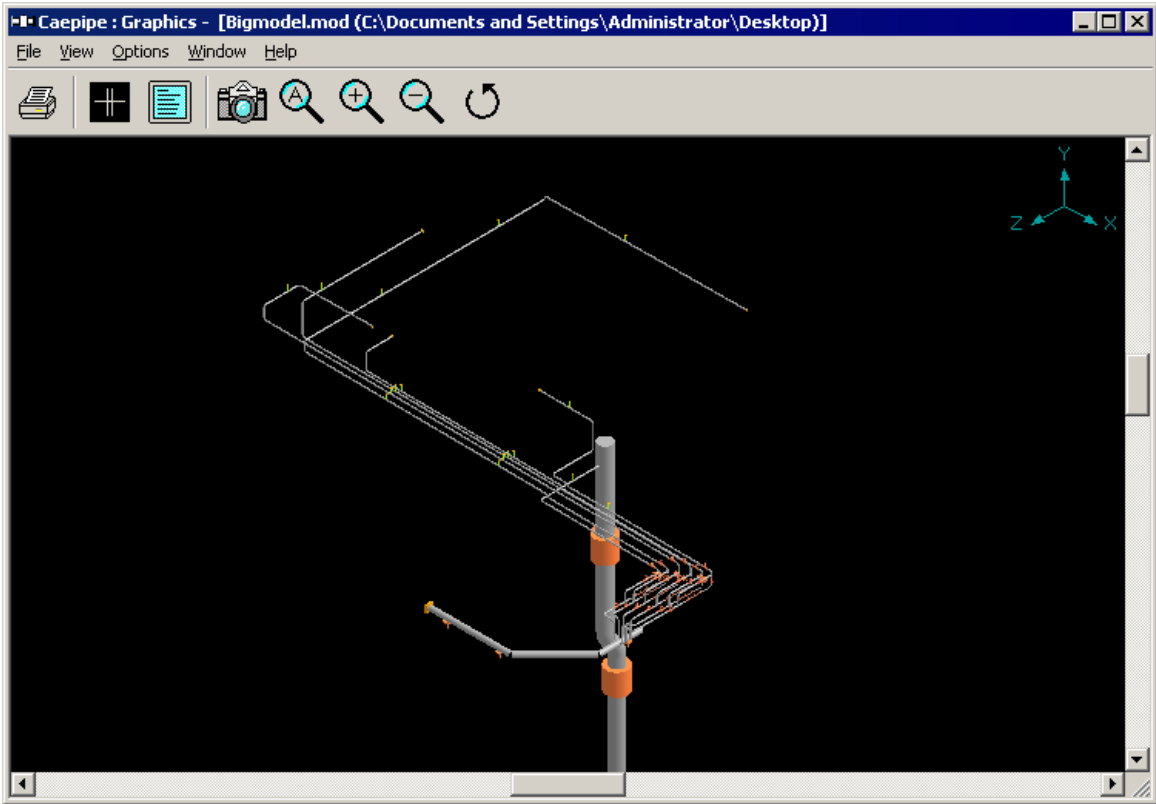 Caepipe : Graphics - [Bigmodel.mod (C:\Documents and Settings\Administrator\Desktop)]
File View Options Window Help
A
Y
Z X